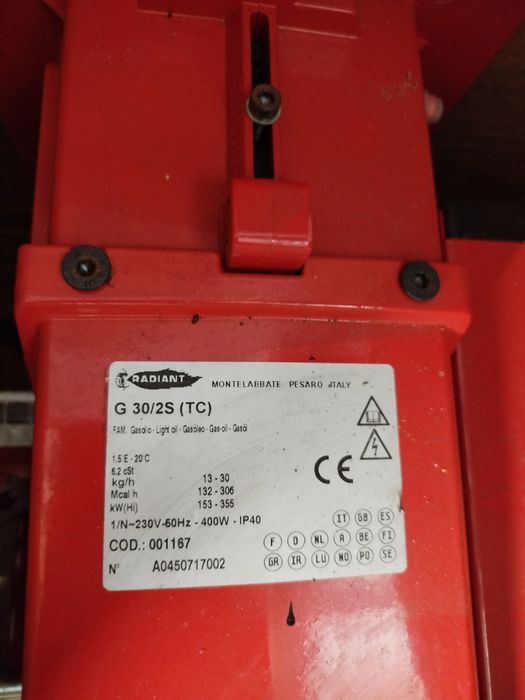 RADIANT MONTELABBATE PESARO ITALY
G 30/2S (TC)
FAM. Gasolio - Light oil - Gasóleo - Gas-oil - Gasöl
1,5 E - 20°C
6,2 cSt
kg/h 13 - 30
Mcal h 132 - 306
kW(Hi) 153 - 355
1/N~230V-50Hz - 400W - IP40
CE
COD.: 001167
N° A0450717002
IT GB ES
F D NL A BE FI
GR IR LU NO PO SE